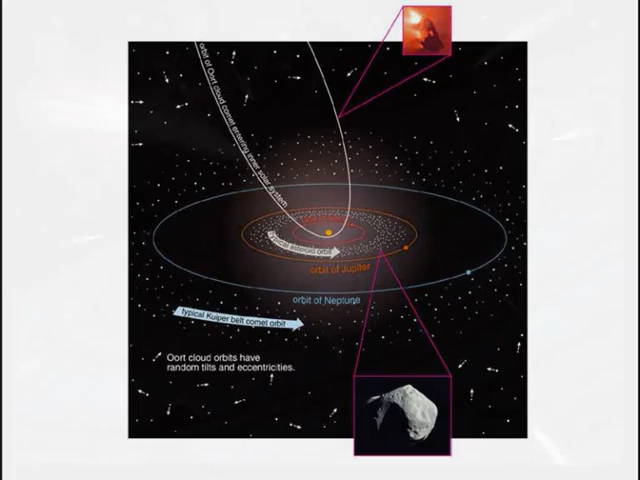 orbit of Oort cloud comet entering inner solar system
typical asteroid orbit
orbit of Jupiter
orbit of Neptune
typical Kuiper belt comet orbit
Oort cloud orbits have
random tilts and eccentricities.